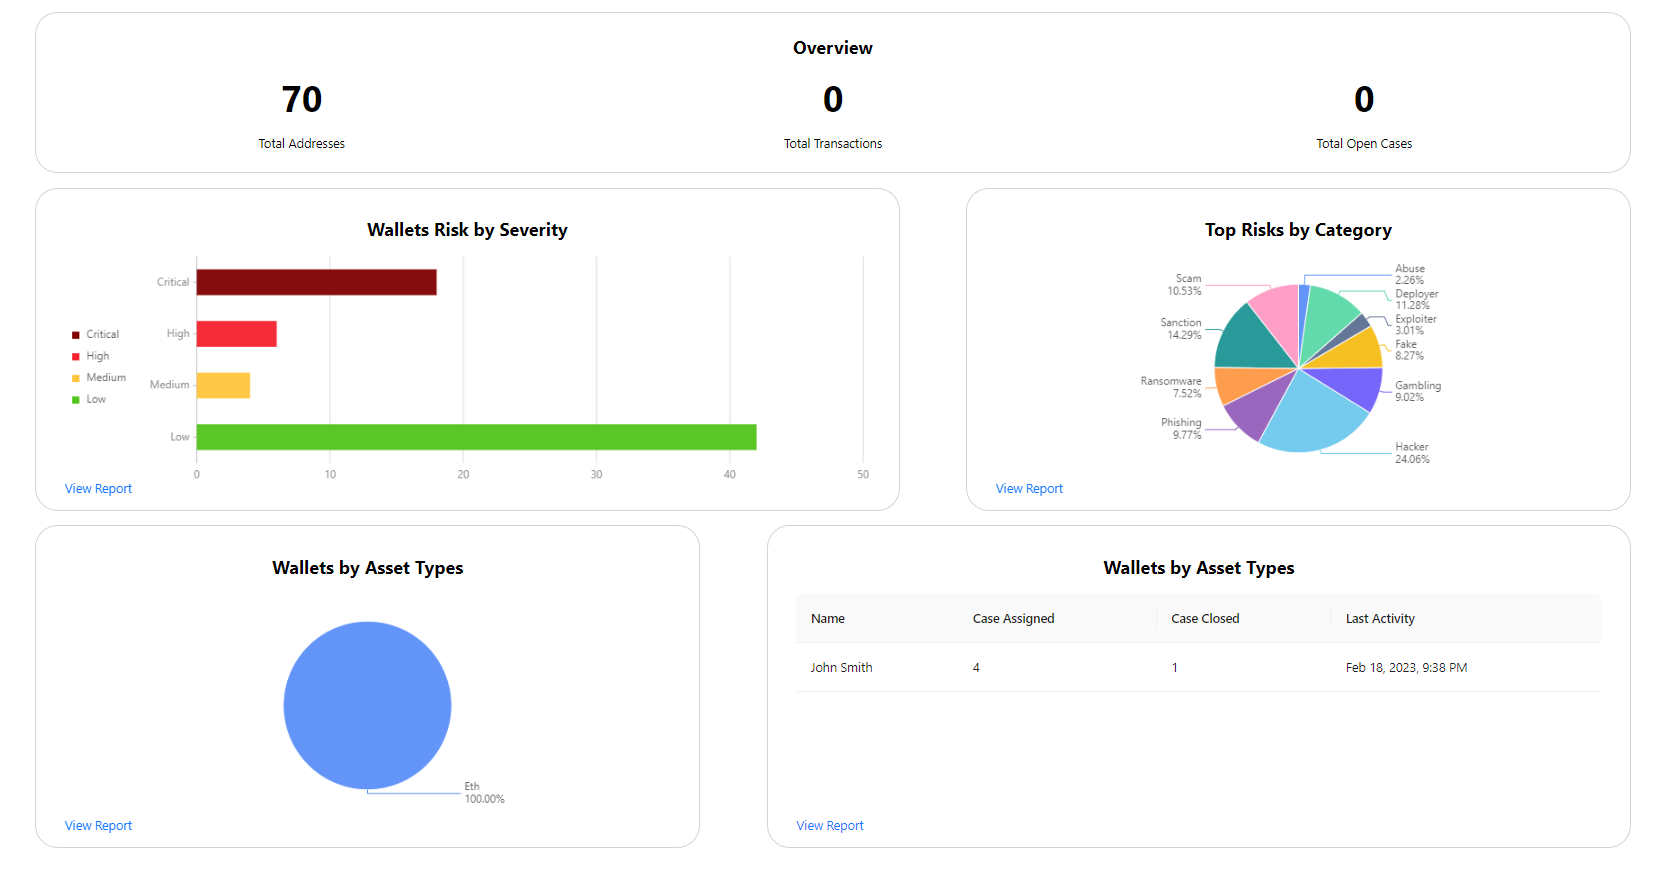 Overview
70
0
0
Total Addresses
Total Transactions
Total Open Cases
Wallets Risk by Severity
Critical
High
Medium
Low
Critical
High
Medium
Low
0
10
20
30
40
50
View Report
Top Risks by Category
Abuse
2.26%
Deployer
11.28%
Exploiter
3.01%
Fake
8.27%
Gambling
9.02%
Hacker
24.06%
Phishing
9.77%
Ransomware
7.52%
Sanction
14.29%
Scam
10.53%
View Report
Wallets by Asset Types
Eth
100.00%
View Report
Wallets by Asset Types
Name Case Assigned Case Closed Last Activity
John Smith 4 1 Feb 18, 2023, 9:38 PM
View Report